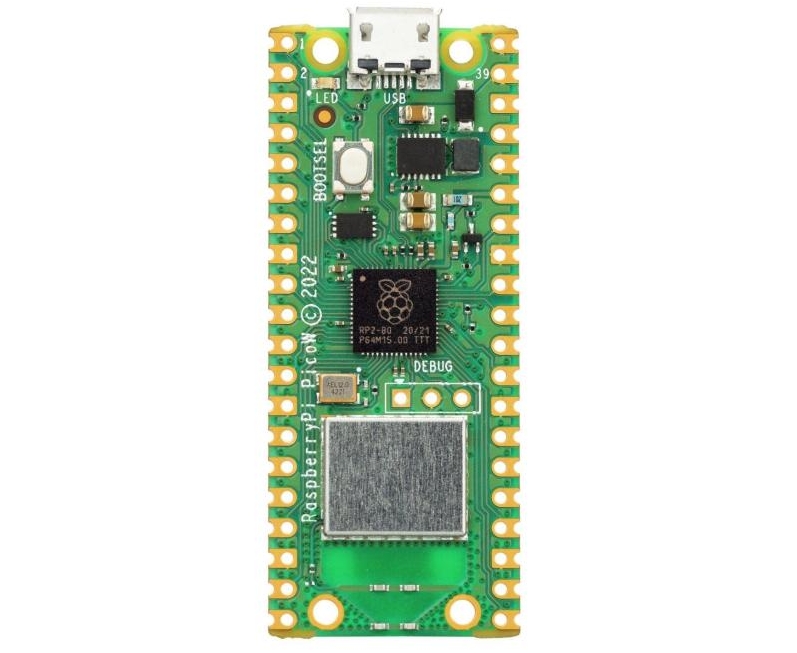 1
2
39
LED
USB
BOOTSEL
RaspberryPi PicoW © 2022
RP2-B0 20/21
P64M15.00 TTT
DEBUG